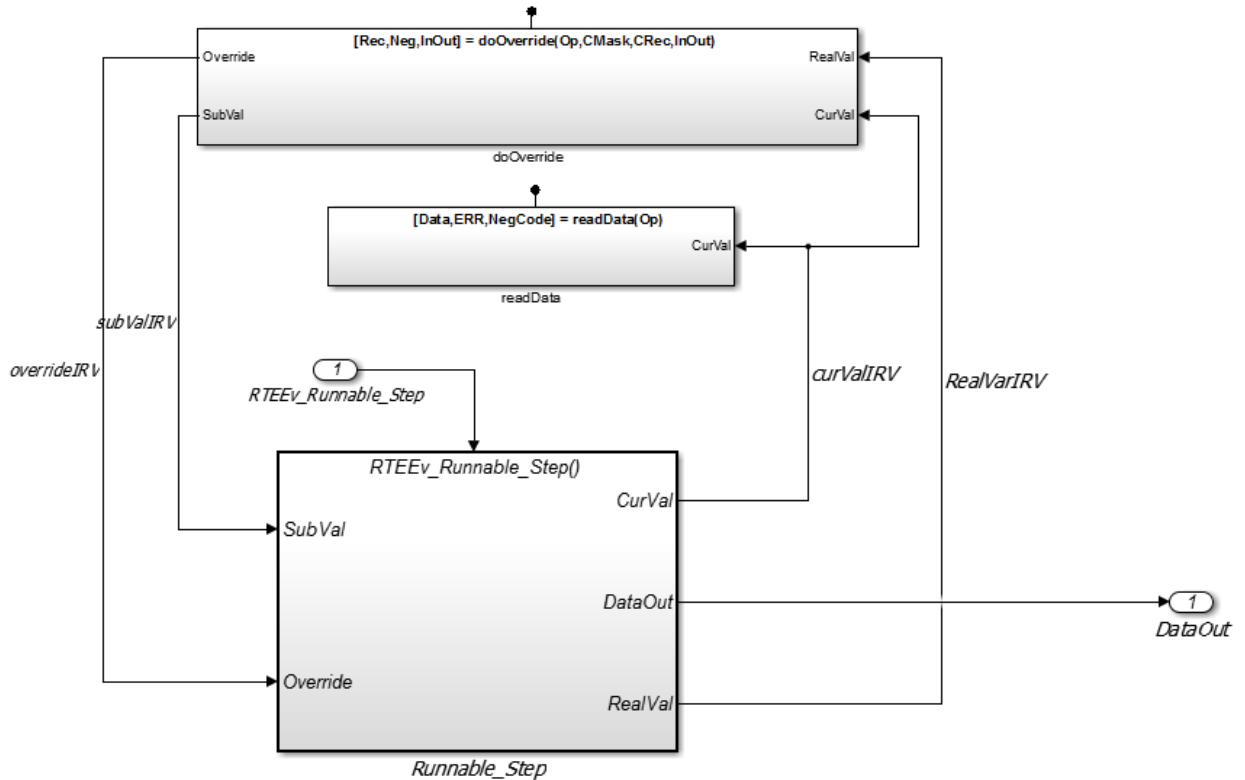 [Rec,Neg,InOut] = doOverride(Op,CMask,CRec,InOut)
Override
RealVal
SubVal
CurVal
doOverride
[Data,ERR,NegCode] = readData(Op)
CurVal
readData
subValIRV
overrideIRV
1
RTEEv_Runnable_Step
curValIRV
RealVarIRV
RTEEv_Runnable_Step()
CurVal
SubVal
DataOut
1
DataOut
Override
RealVal
Runnable_Step